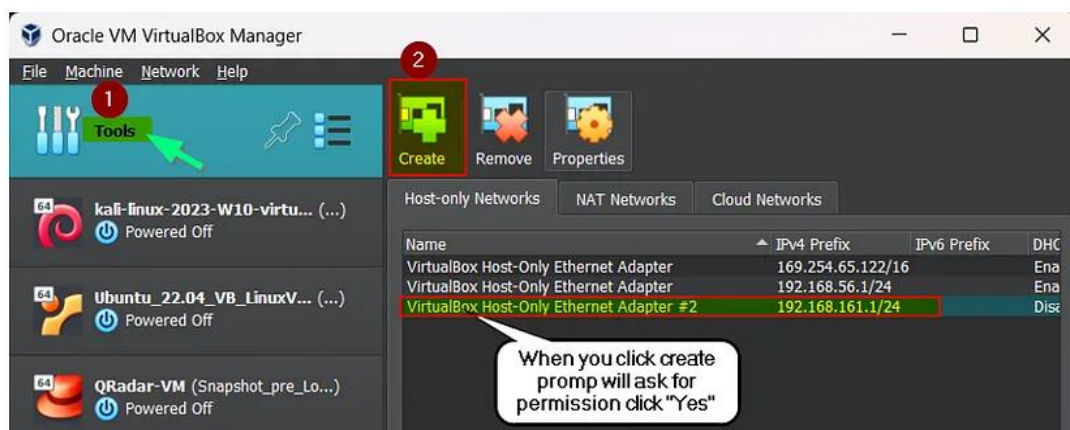 Oracle VM VirtualBox Manager
File Machine Network Help
1
2
Tools
Create Remove Properties
64
kali-linux-2023-W10-virtu... (...)
Powered Off
64
Ubuntu_22.04_VB_LinuxV... (...)
Powered Off
64
QRadar-VM (Snapshot_pre_Lo...)
Powered Off
Host-only Networks NAT Networks Cloud Networks
Name IPv4 Prefix IPv6 Prefix DHC
VirtualBox Host-Only Ethernet Adapter 169.254.65.122/16 Ena
VirtualBox Host-Only Ethernet Adapter 192.168.56.1/24 Ena
VirtualBox Host-Only Ethernet Adapter #2 192.168.161.1/24 Disa
When you click create
promp will ask for
permission click "Yes"